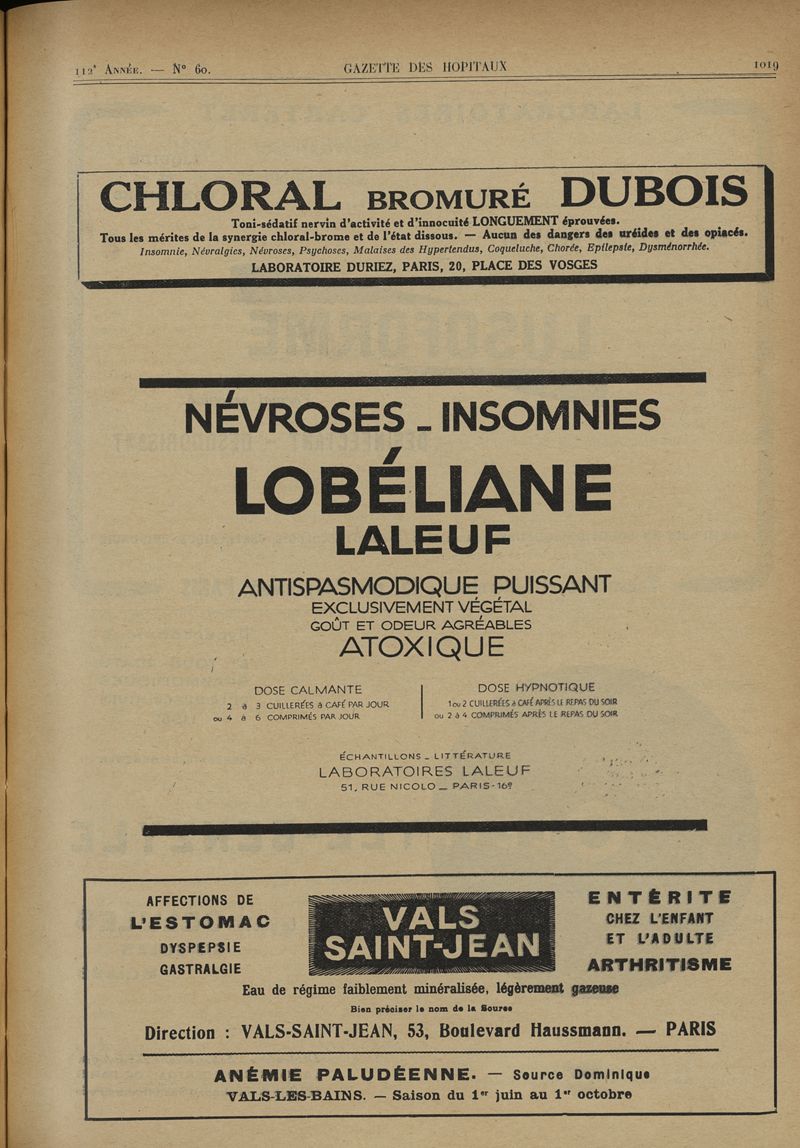 112e ANNÉE. — N° 60. GAZETTE DES HOPITAUX 1019
CHLORAL BROMURÉ DUBOIS
Toni-sédatif nervin d'activité et d'innocuité LONGUEMENT éprouvées.
Tous les mérites de la synergie chloral-brome et de l'état dissous. — Aucun des dangers des uréides et des opiacés.
Insomnie, Névralgies, Névroses, Psychoses, Malaises des Hypertendus, Coqueluche, Chorée, Epilepsie, Dysménorrhée.
LABORATOIRE DURIEZ, PARIS, 20, PLACE DES VOSGES
NÉVROSES - INSOMNIES
LOBÉLIANE
LALEUF
ANTISPASMODIQUE PUISSANT
EXCLUSIVEMENT VÉGÉTAL
GOÛT ET ODEUR AGRÉABLES
ATOXIQUE
DOSE CALMANTE
2 à 3 CUILLERÉES à CAFÉ PAR JOUR
ou 4 à 6 COMPRIMÉS PAR JOUR
DOSE HYPNOTIQUE
1 ou 2 CUILLERÉES à CAFÉ APRÈS LE REPAS DU SOIR
ou 2 à 4 COMPRIMÉS APRÈS LE REPAS DU SOIR
ÉCHANTILLONS - LITTÉRATURE
LABORATOIRES LALEUF
51, RUE NICOLO — PARIS-16e
AFFECTIONS DE
L'ESTOMAC
DYSPEPSIE
GASTRALGIE
VALS
SAINT-JEAN
ENTÉRITE
CHEZ L'ENFANT
ET L'ADULTE
ARTHRITISME
Eau de régime faiblement minéralisée, légèrement gazeuse
Bien préciser le nom de la Source
Direction : VALS-SAINT-JEAN, 53, Boulevard Haussmann. — PARIS
ANÉMIE PALUDÉENNE. — Source Dominique
VALS-LES-BAINS. — Saison du 1er juin au 1er octobre